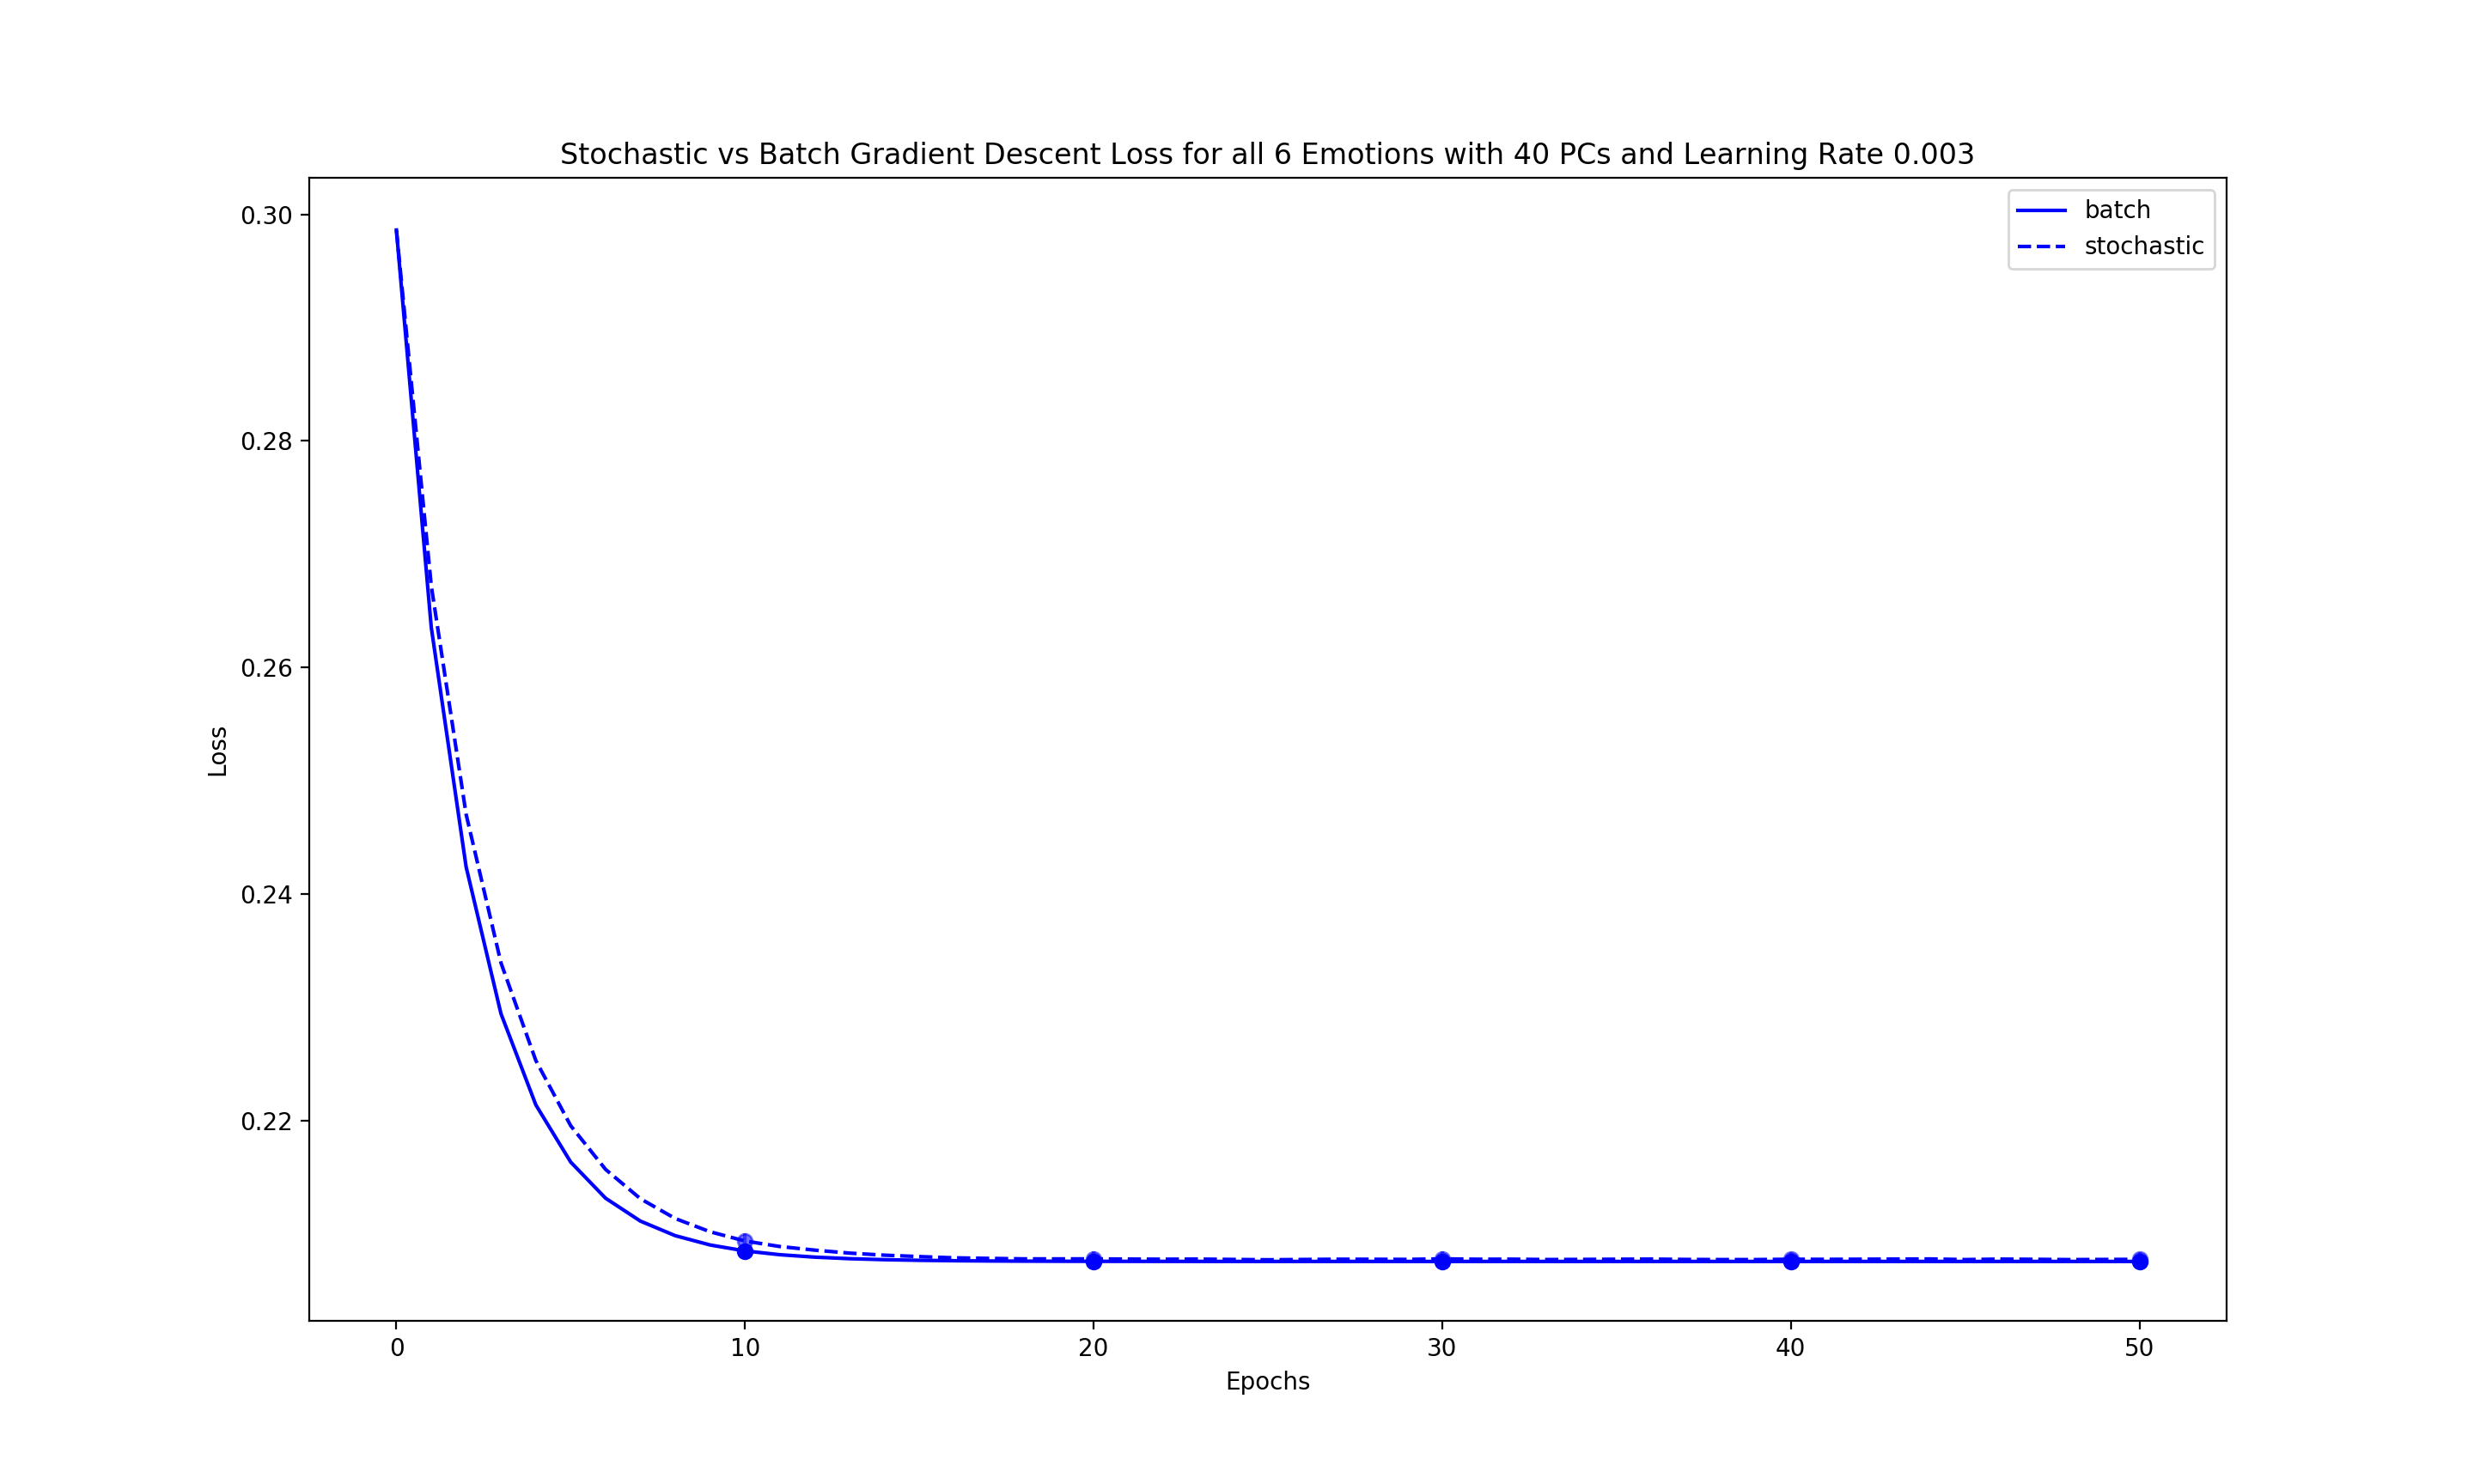 Stochastic vs Batch Gradient Descent Loss for all 6 Emotions with 40 PCs and Learning Rate 0.003
batch
stochastic
0.30
0.28
0.26
0.24
0.22
Loss
0
10
20
30
40
50
Epochs